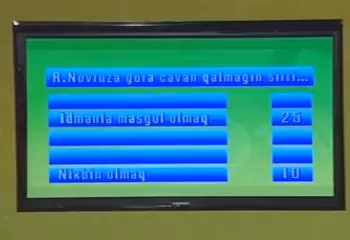 R.Novruza görə cavan qalmağın sirri...
İdmanla məşğul olmaq 25
Nikbin olmaq 10